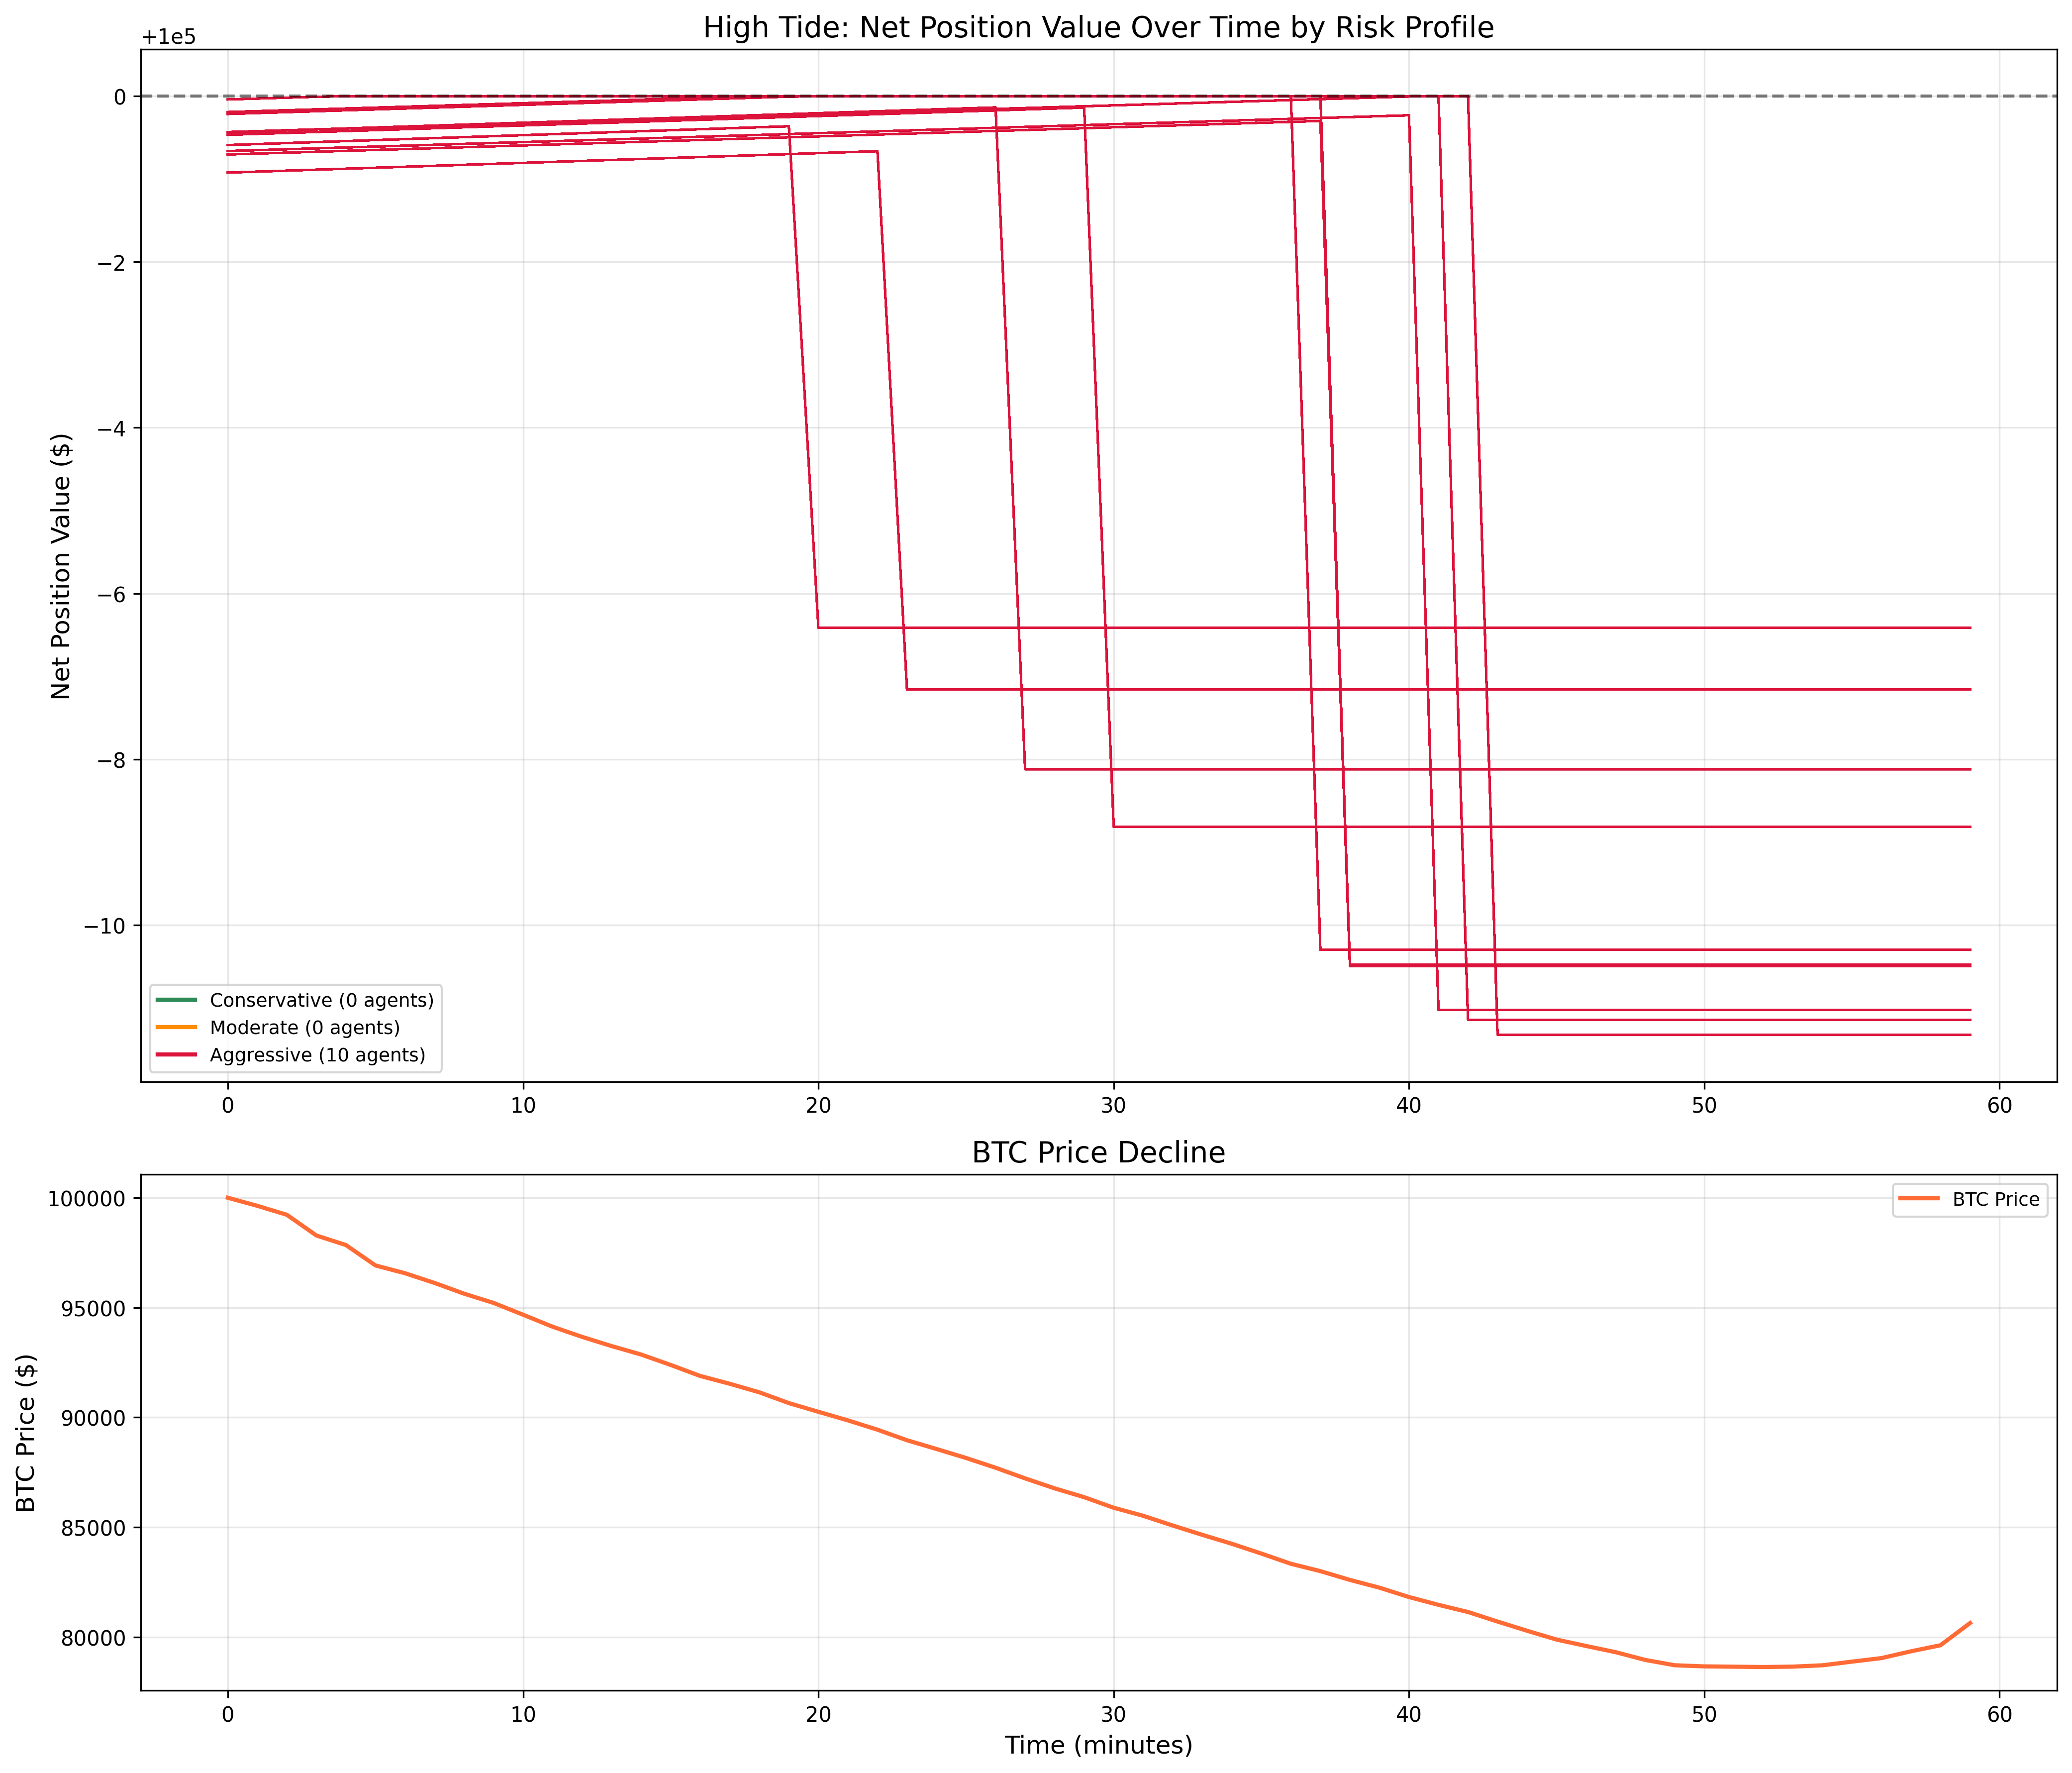 High Tide: Net Position Value Over Time by Risk Profile
+1e5
0
−2
−4
−6
−8
−10
Net Position Value ($)
Conservative (0 agents)
Moderate (0 agents)
Aggressive (10 agents)
0 10 20 30 40 50 60
BTC Price Decline
100000
95000
90000
85000
80000
BTC Price ($)
BTC Price
0 10 20 30 40 50 60
Time (minutes)